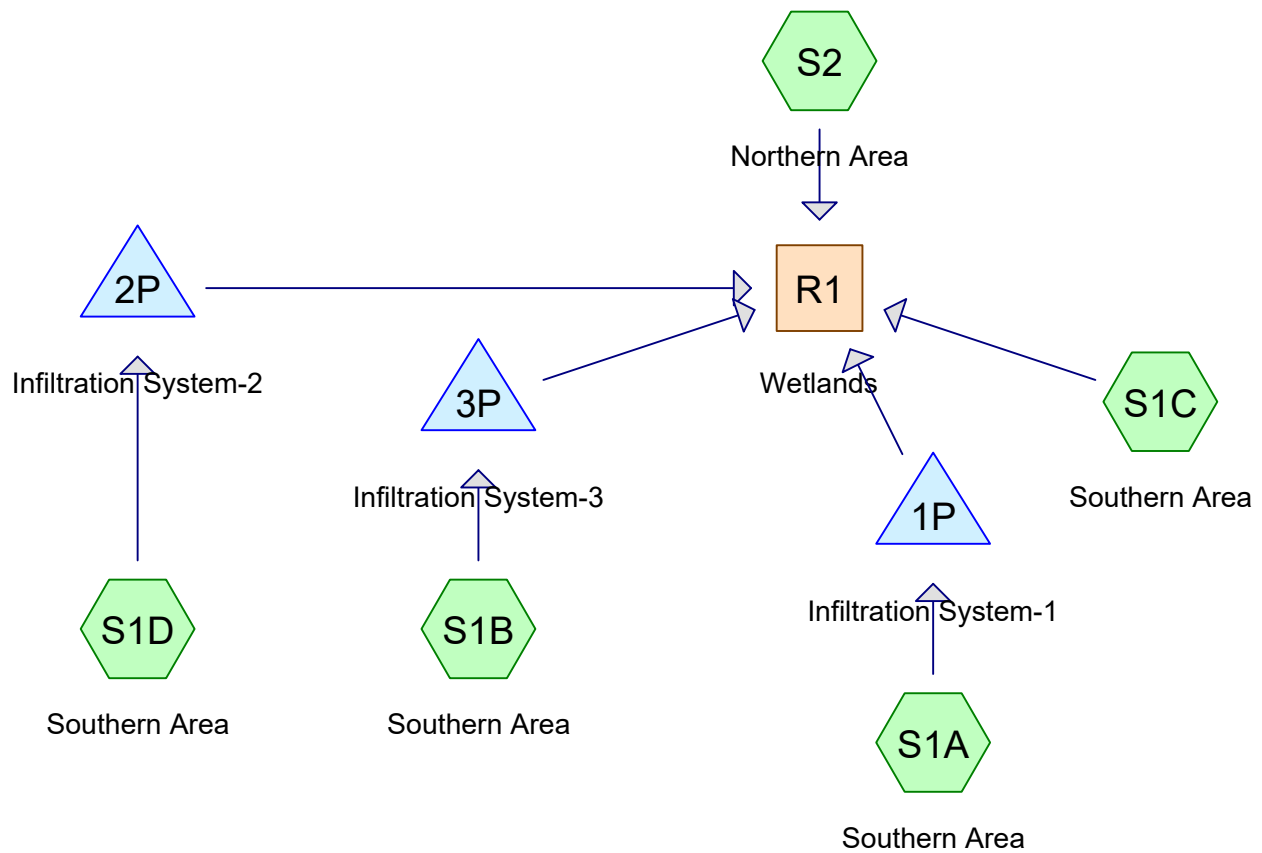 S2
Northern Area
2P
Infiltration System-2
R1
Wetlands
3P
Infiltration System-3
S1C
Southern Area
1P
Infiltration System-1
S1D
Southern Area
S1B
Southern Area
S1A
Southern Area